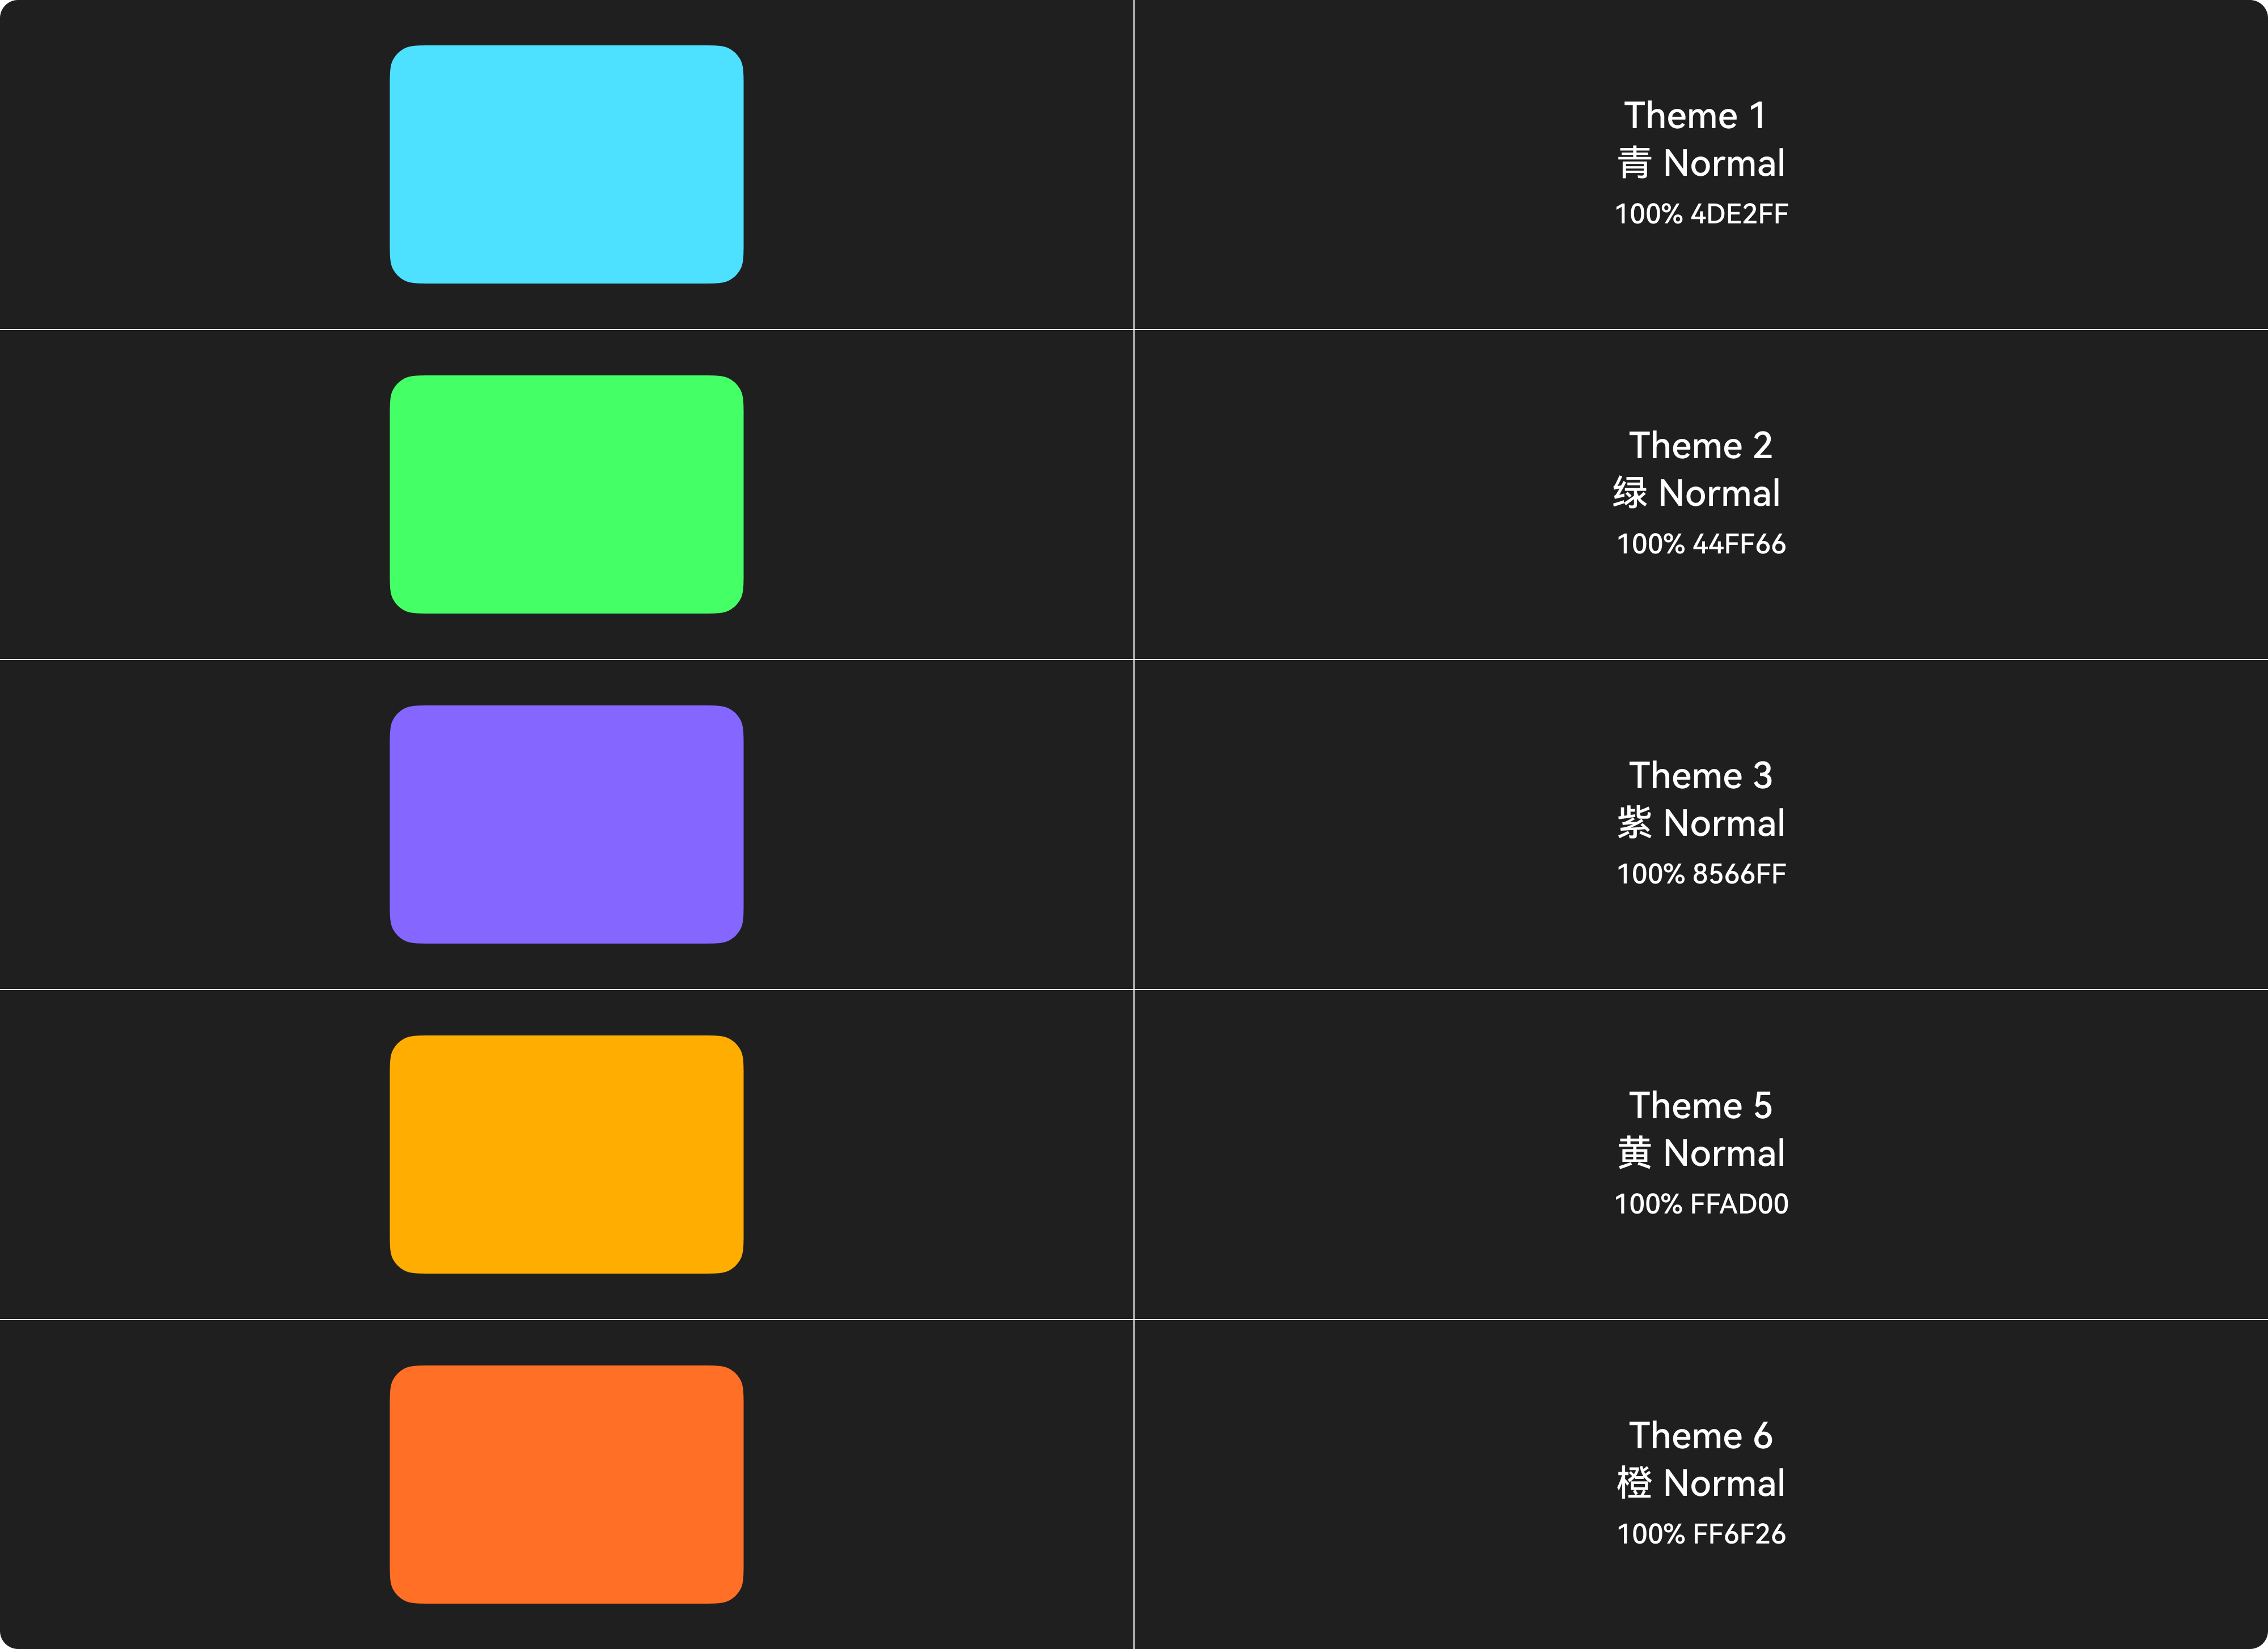 Theme 1
青 Normal
100% 4DE2FF
Theme 2
绿 Normal
100% 44FF66
Theme 3
紫 Normal
100% 8566FF
Theme 5
黄 Normal
100% FFAD00
Theme 6
橙 Normal
100% FF6F26